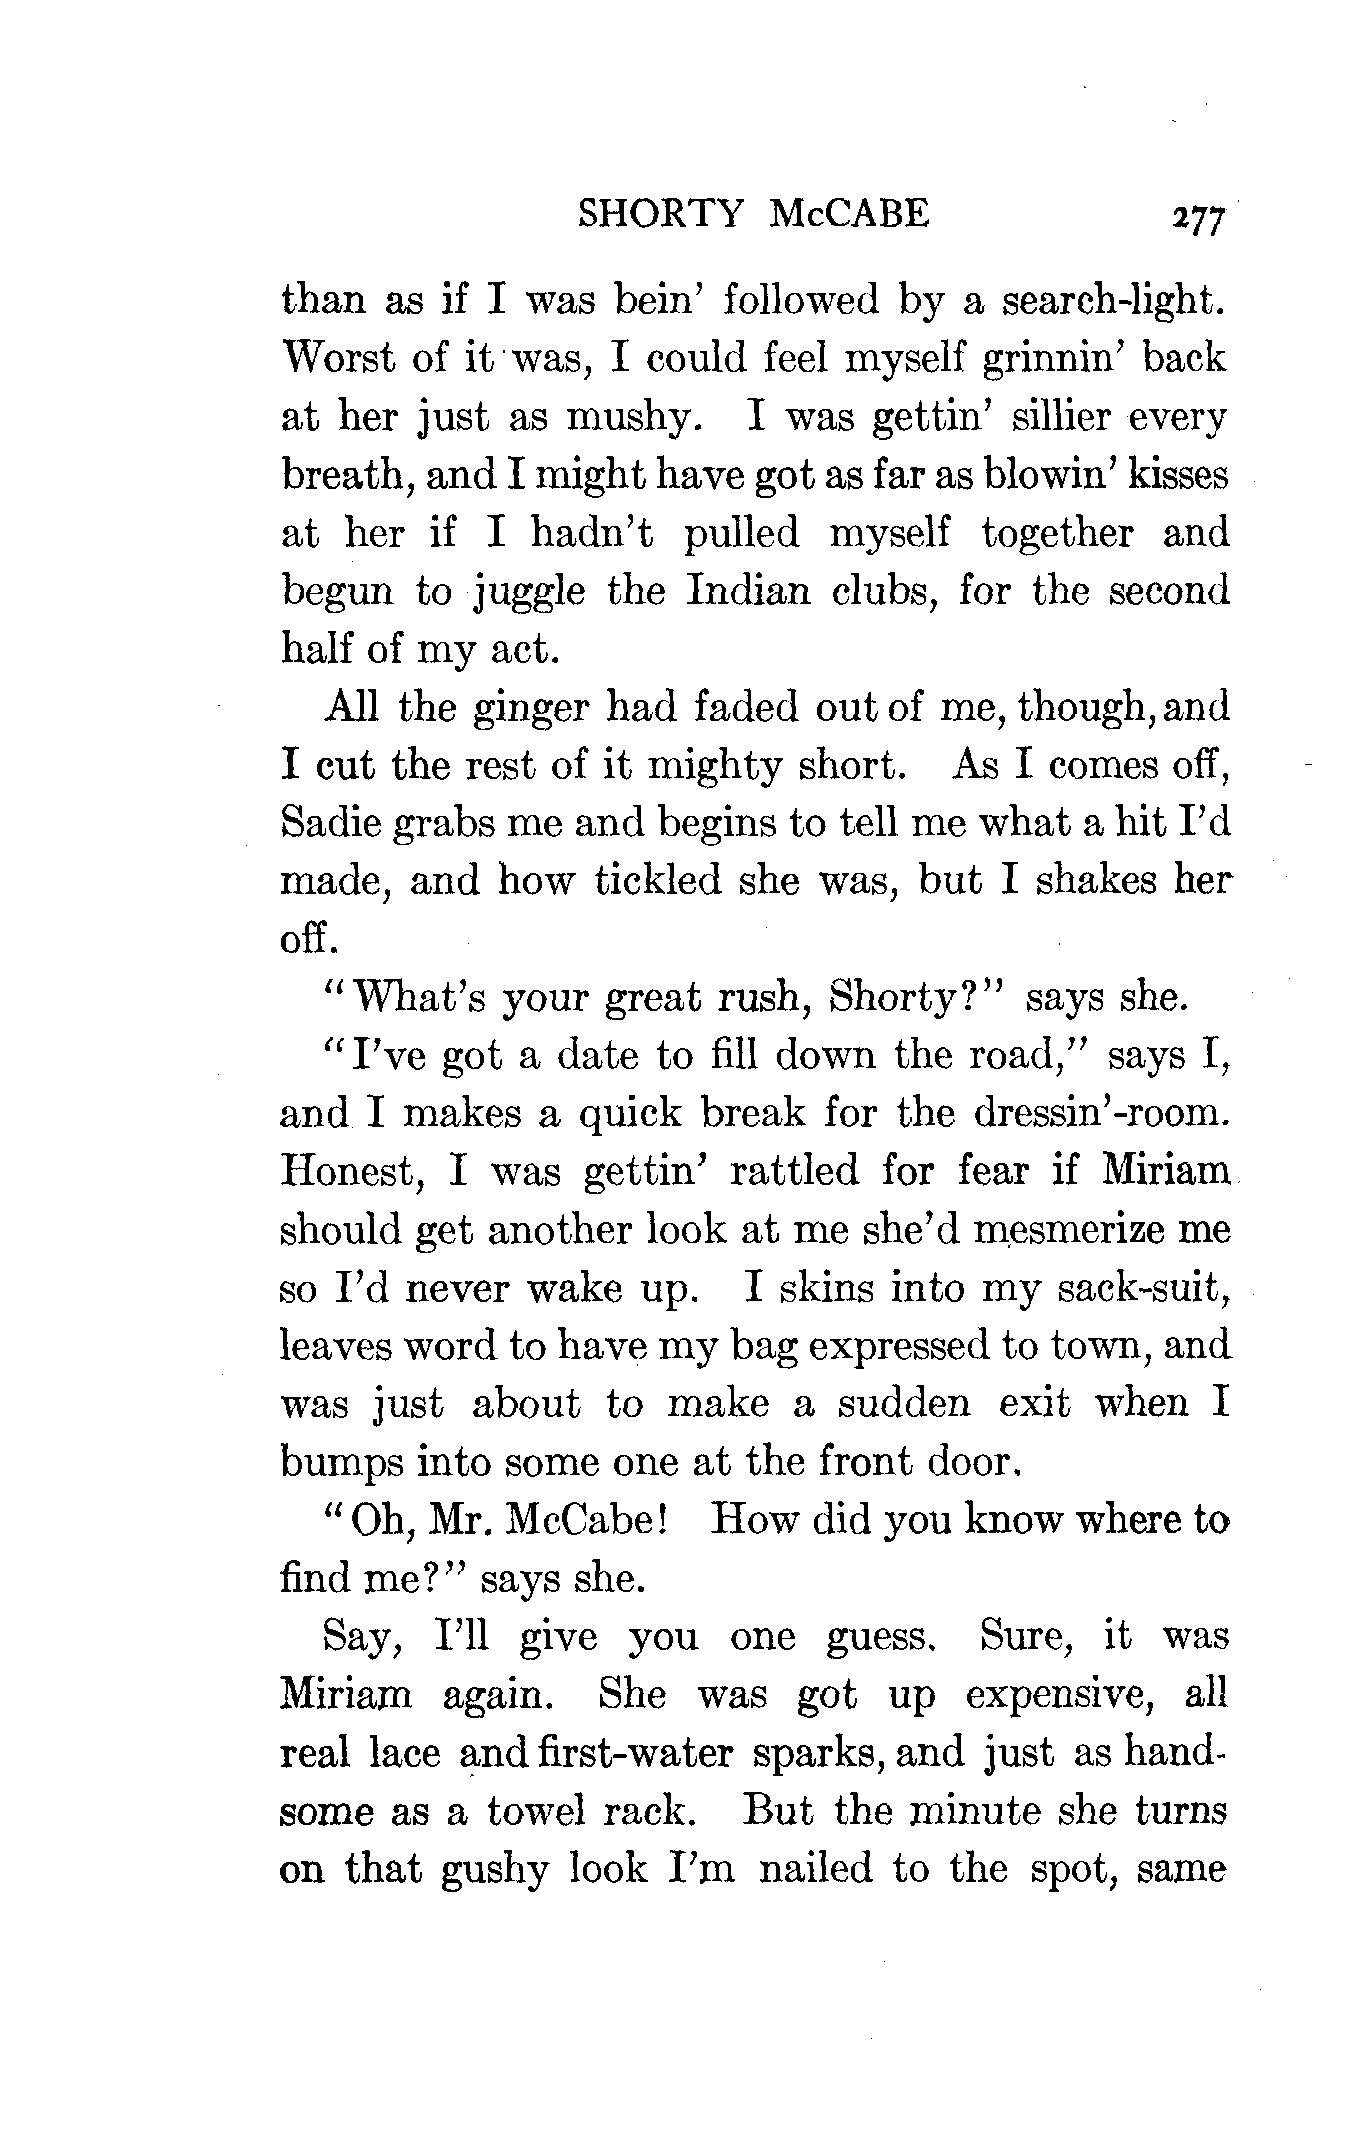 SHORTY McCABE 277
than as if I was bein' followed by a search-light.
Worst of it was, I could feel myself grinnin' back
at her just as mushy. I was gettin' sillier every
breath, and I might have got as far as blowin' kisses
at her if I hadn't pulled myself together and
begun to juggle the Indian clubs, for the second
half of my act.
All the ginger had faded out of me, though, and
I cut the rest of it mighty short. As I comes off,
Sadie grabs me and begins to tell me what a hit I'd
made, and how tickled she was, but I shakes her
off.
"What's your great rush, Shorty?" says she.
"I've got a date to fill down the road," says I,
and I makes a quick break for the dressin'-room.
Honest, I was gettin' rattled for fear if Miriam
should get another look at me she'd mesmerize me
so I'd never wake up. I skins into my sack-suit,
leaves word to have my bag expressed to town, and
was just about to make a sudden exit when I
bumps into some one at the front door.
"Oh, Mr. McCabe! How did you know where to
find me?" says she.
Say, I'll give you one guess. Sure, it was
Miriam again. She was got up expensive, all
real lace and first-water sparks, and just as hand-
some as a towel rack. But the minute she turns
on that gushy look I'm nailed to the spot, same